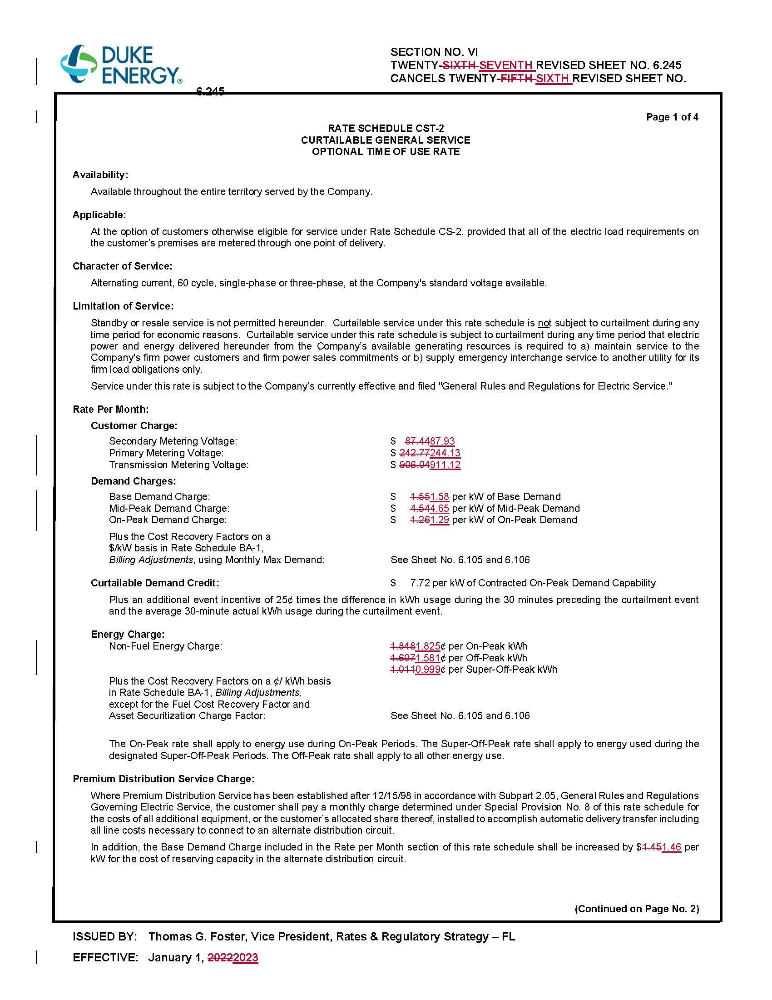 DUKE
ENERGY®
SECTION NO. VI
TWENTY-SIXTH SEVENTH REVISED SHEET NO. 6.245
CANCELS TWENTY-FIFTH SIXTH REVISED SHEET NO.
6.245
Page 1 of 4
RATE SCHEDULE CST-2
CURTAILABLE GENERAL SERVICE
OPTIONAL TIME OF USE RATE
Availability:
Available throughout the entire territory served by the Company.
Applicable:
At the option of customers otherwise eligible for service under Rate Schedule CS-2, provided that all of the electric load requirements on
the customer’s premises are metered through one point of delivery.
Character of Service:
Alternating current, 60 cycle, single-phase or three-phase, at the Company's standard voltage available.
Limitation of Service:
Standby or resale service is not permitted hereunder. Curtailable service under this rate schedule is not subject to curtailment during any
time period for economic reasons. Curtailable service under this rate schedule is subject to curtailment during any time period that electric
power and energy delivered hereunder from the Company’s available generating resources is required to a) maintain service to the
Company's firm power customers and firm power sales commitments or b) supply emergency interchange service to another utility for its
firm load obligations only.
Service under this rate is subject to the Company’s currently effective and filed "General Rules and Regulations for Electric Service."
Rate Per Month:
Customer Charge:
Secondary Metering Voltage: $ 87.4487.93
Primary Metering Voltage: $ 242.77244.13
Transmission Metering Voltage: $ 906.04911.12
Demand Charges:
Base Demand Charge: $ 1.551.58 per kW of Base Demand
Mid-Peak Demand Charge: $ 4.544.65 per kW of Mid-Peak Demand
On-Peak Demand Charge: $ 1.261.29 per kW of On-Peak Demand
Plus the Cost Recovery Factors on a
$/kW basis in Rate Schedule BA-1,
Billing Adjustments, using Monthly Max Demand: See Sheet No. 6.105 and 6.106
Curtailable Demand Credit: $ 7.72 per kW of Contracted On-Peak Demand Capability
Plus an additional event incentive of 25¢ times the difference in kWh usage during the 30 minutes preceding the curtailment event
and the average 30-minute actual kWh usage during the curtailment event.
Energy Charge:
Non-Fuel Energy Charge: 1.8481.825¢ per On-Peak kWh
1.6071.581¢ per Off-Peak kWh
1.0110.999¢ per Super-Off-Peak kWh
Plus the Cost Recovery Factors on a ¢/ kWh basis
in Rate Schedule BA-1, Billing Adjustments,
except for the Fuel Cost Recovery Factor and
Asset Securitization Charge Factor: See Sheet No. 6.105 and 6.106
The On-Peak rate shall apply to energy use during On-Peak Periods. The Super-Off-Peak rate shall apply to energy used during the
designated Super-Off-Peak Periods. The Off-Peak rate shall apply to all other energy use.
Premium Distribution Service Charge:
Where Premium Distribution Service has been established after 12/15/98 in accordance with Subpart 2.05, General Rules and Regulations
Governing Electric Service, the customer shall pay a monthly charge determined under Special Provision No. 8 of this rate schedule for
the costs of all additional equipment, or the customer’s allocated share thereof, installed to accomplish automatic delivery transfer including
all line costs necessary to connect to an alternate distribution circuit.
In addition, the Base Demand Charge included in the Rate per Month section of this rate schedule shall be increased by $1.451.46 per
kW for the cost of reserving capacity in the alternate distribution circuit.
(Continued on Page No. 2)
ISSUED BY: Thomas G. Foster, Vice President, Rates & Regulatory Strategy – FL
EFFECTIVE: January 1, 20222023